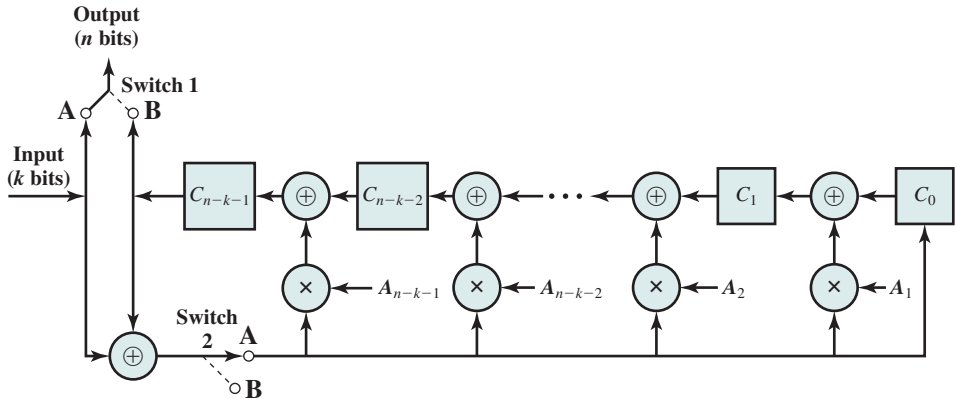 Output
(n bits)
Switch 1
A
B
Input
(k bits)
C_{n−k−1}
⊕
C_{n−k−2}
⊕
• • •
⊕
C_1
⊕
C_0
×
A_{n−k−1}
×
A_{n−k−2}
×
A_2
×
A_1
Switch
2
A
⊕
B